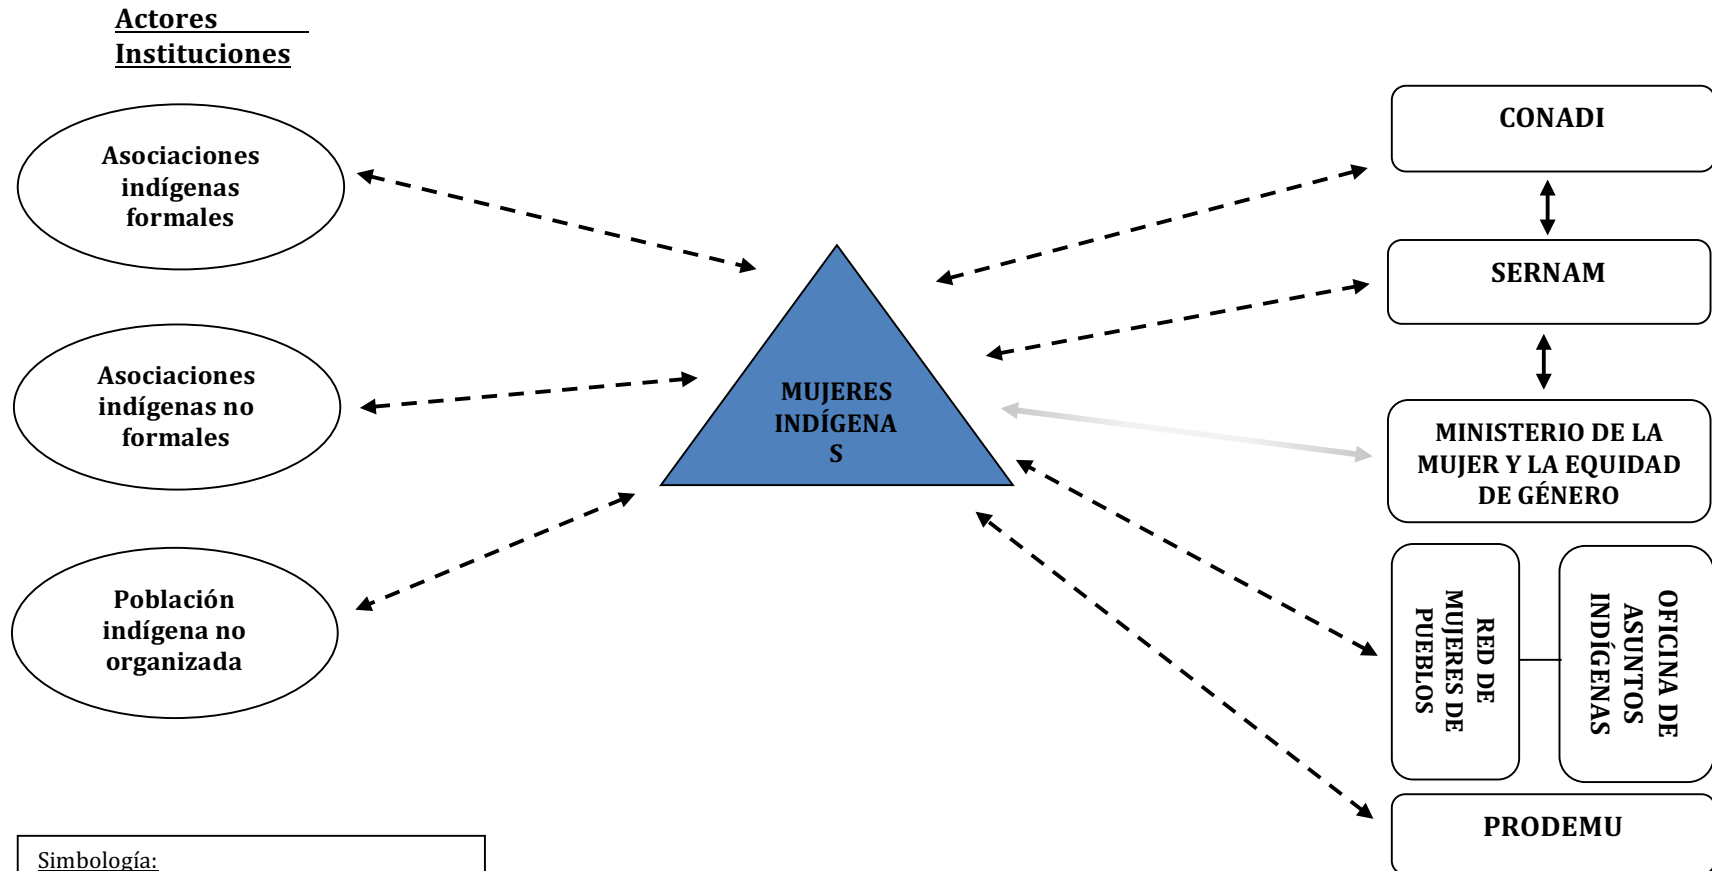 Actores
Instituciones
Asociaciones
indígenas
formales
Asociaciones
indígenas no
formales
Población
indígena no
organizada
MUJERES
INDÍGENA
S
CONADI
SERNAM
MINISTERIO DE LA
MUJER Y LA EQUIDAD
DE GÉNERO
RED DE
MUJERES DE
PUEBLOS
OFICINA DE
ASUNTOS
INDÍGENAS
PRODEMU
Simbología: